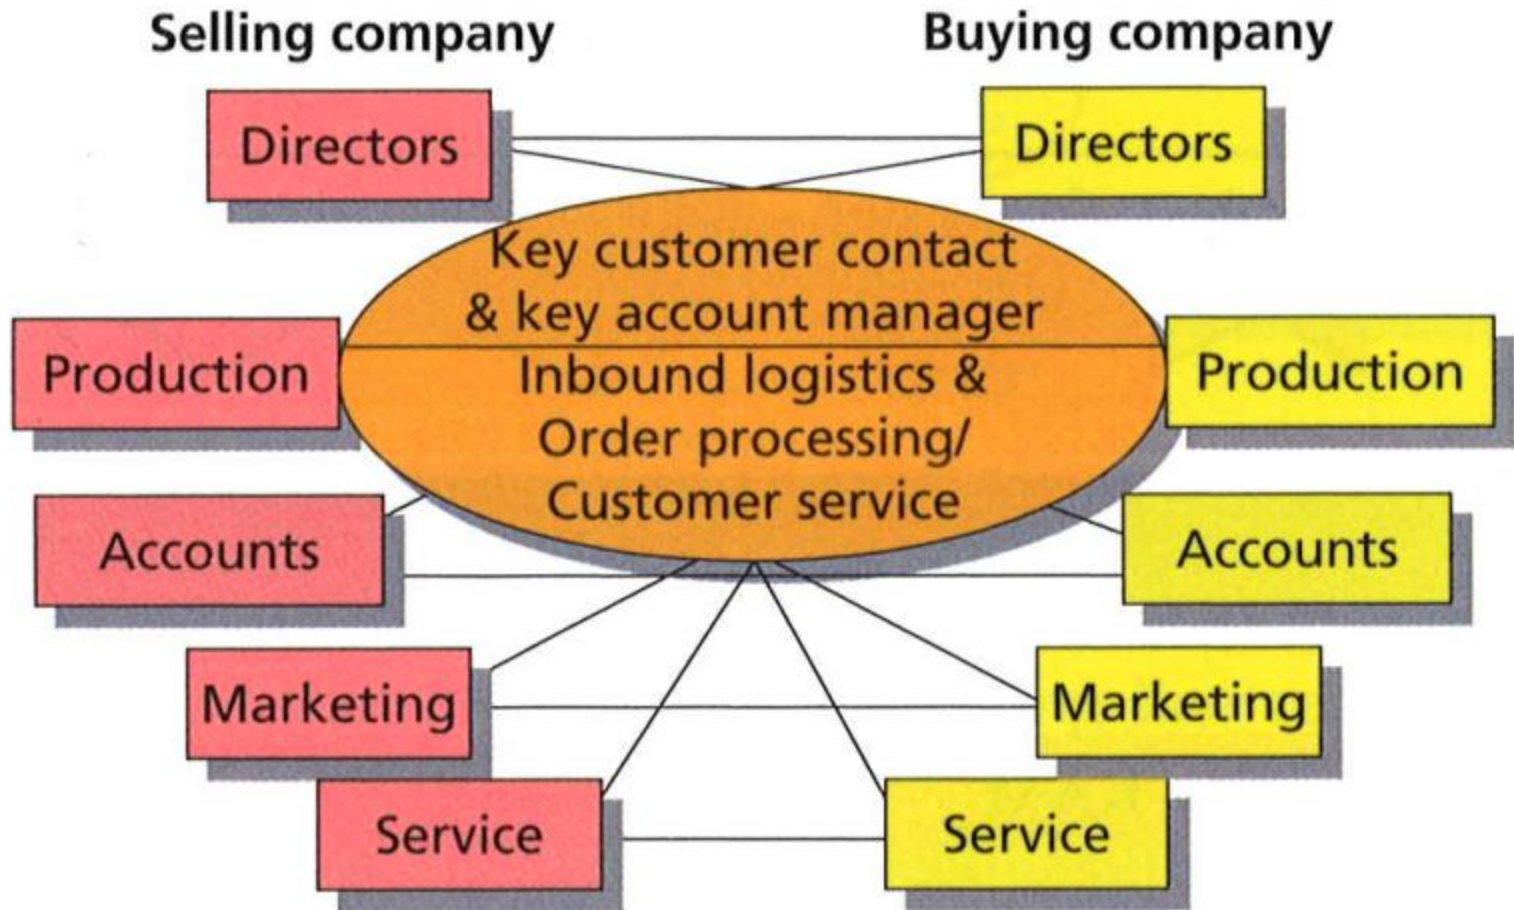 Selling company
Buying company
Directors
Directors
Key customer contact
& key account manager
Production
Inbound logistics &
Order processing/
Customer service
Production
Accounts
Accounts
Marketing
Marketing
Service
Service